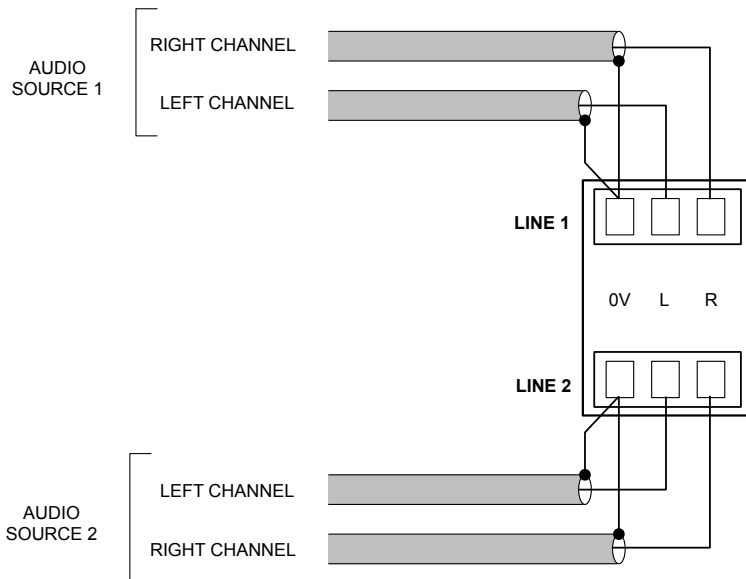 RIGHT CHANNEL
AUDIO
SOURCE 1
LEFT CHANNEL
LINE 1
0V L R
LINE 2
LEFT CHANNEL
AUDIO
SOURCE 2
RIGHT CHANNEL